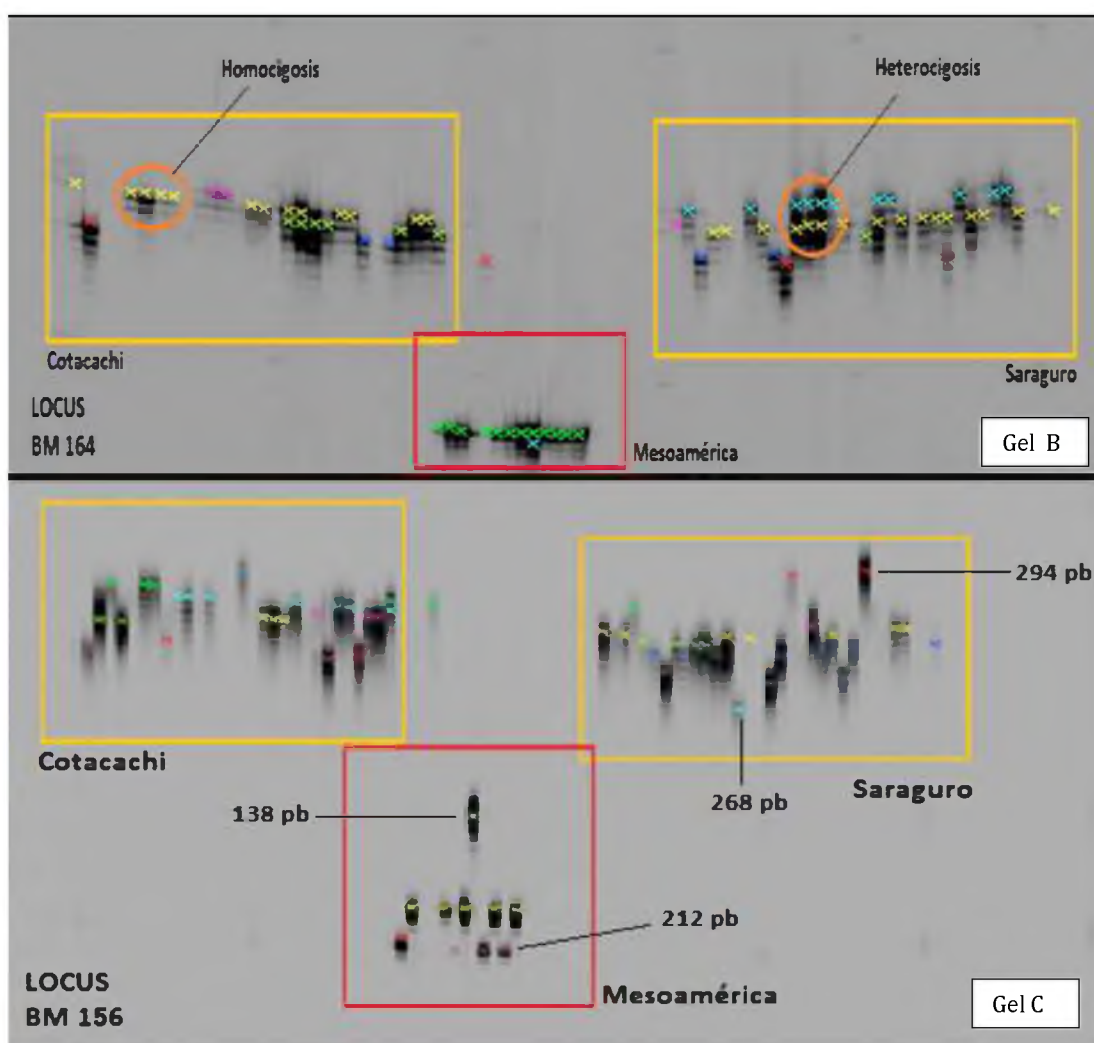 Homocigosis
Heterocigosis
Cotacachi
Saraguro
LOCUS
BM 164
Mesoamérica
Gel B
294 pb
Cotacachi
268 pb
Saraguro
138 pb
212 pb
LOCUS
BM 156
Mesoamérica
Gel C